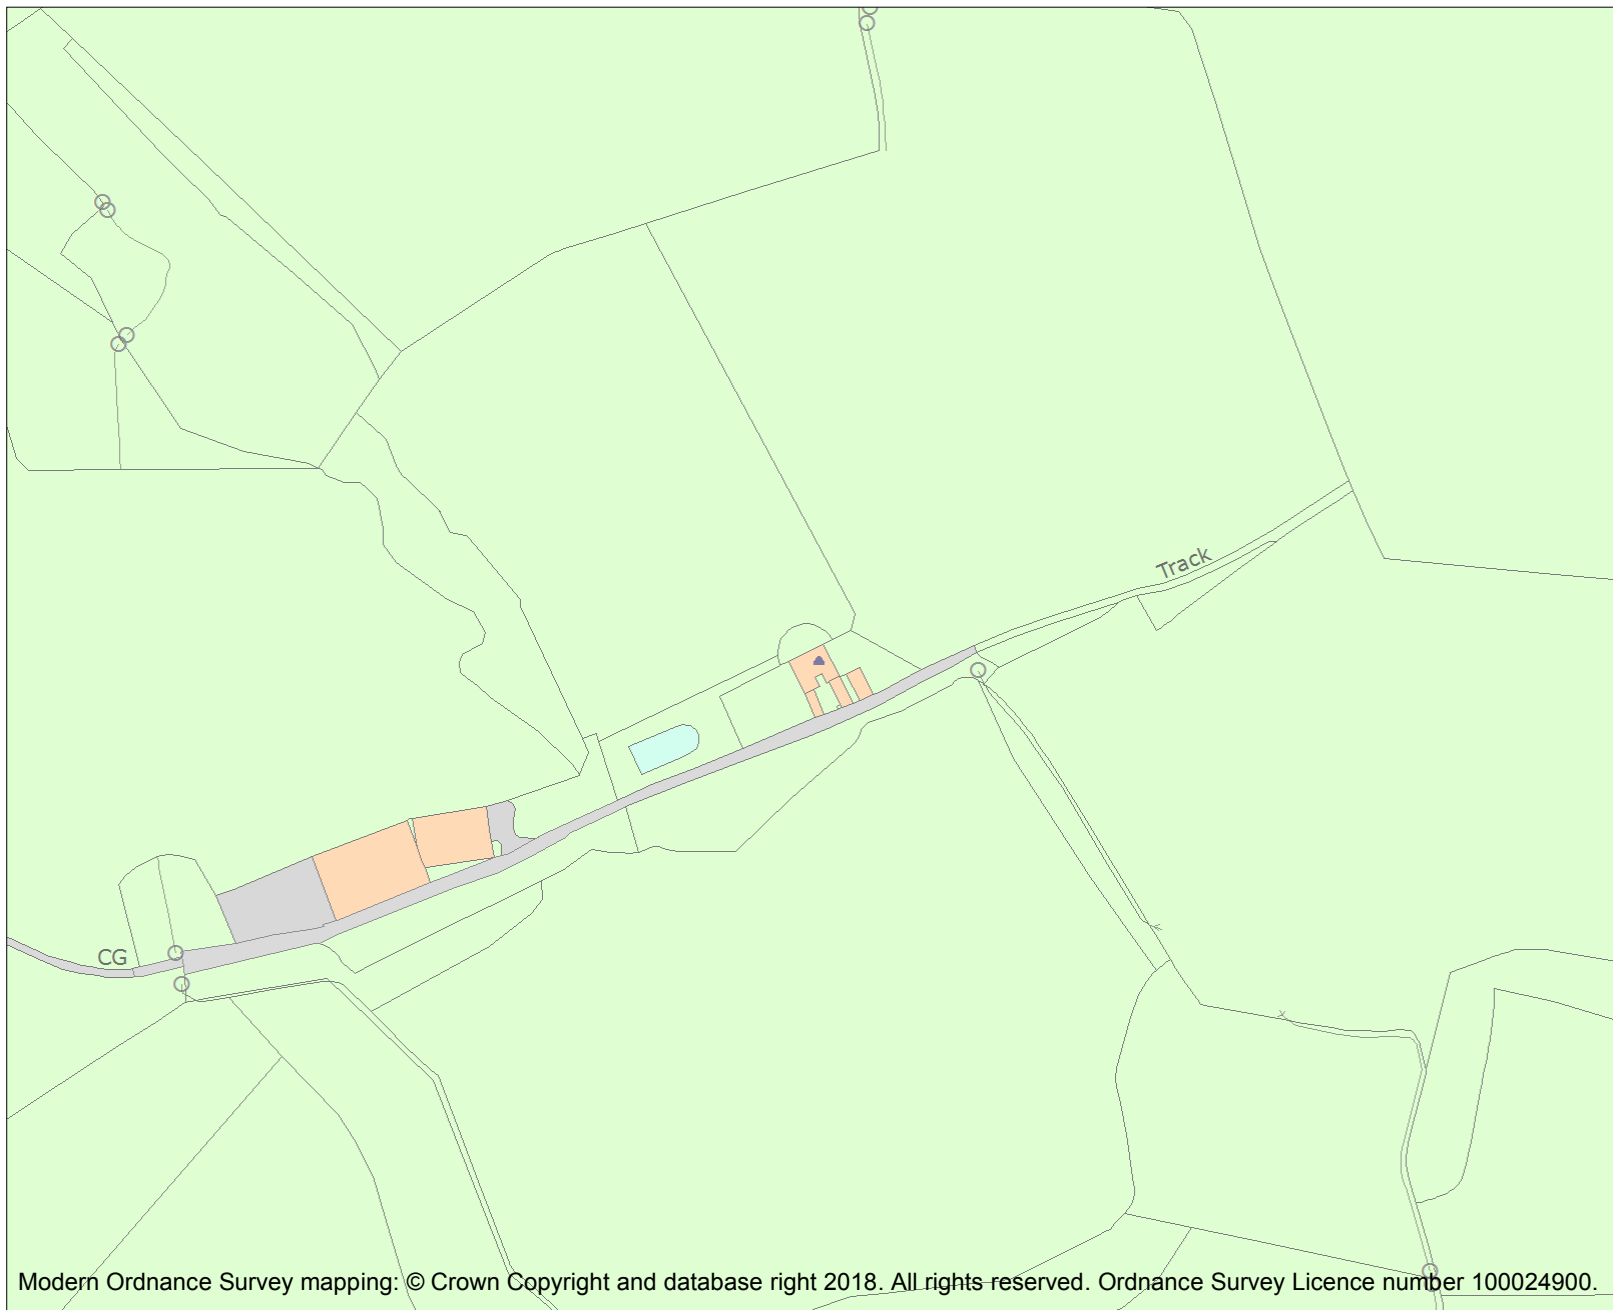 Track
CG
Modern Ordnance Survey mapping: © Crown Copyright and database right 2018. All rights reserved. Ordnance Survey Licence number 100024900.